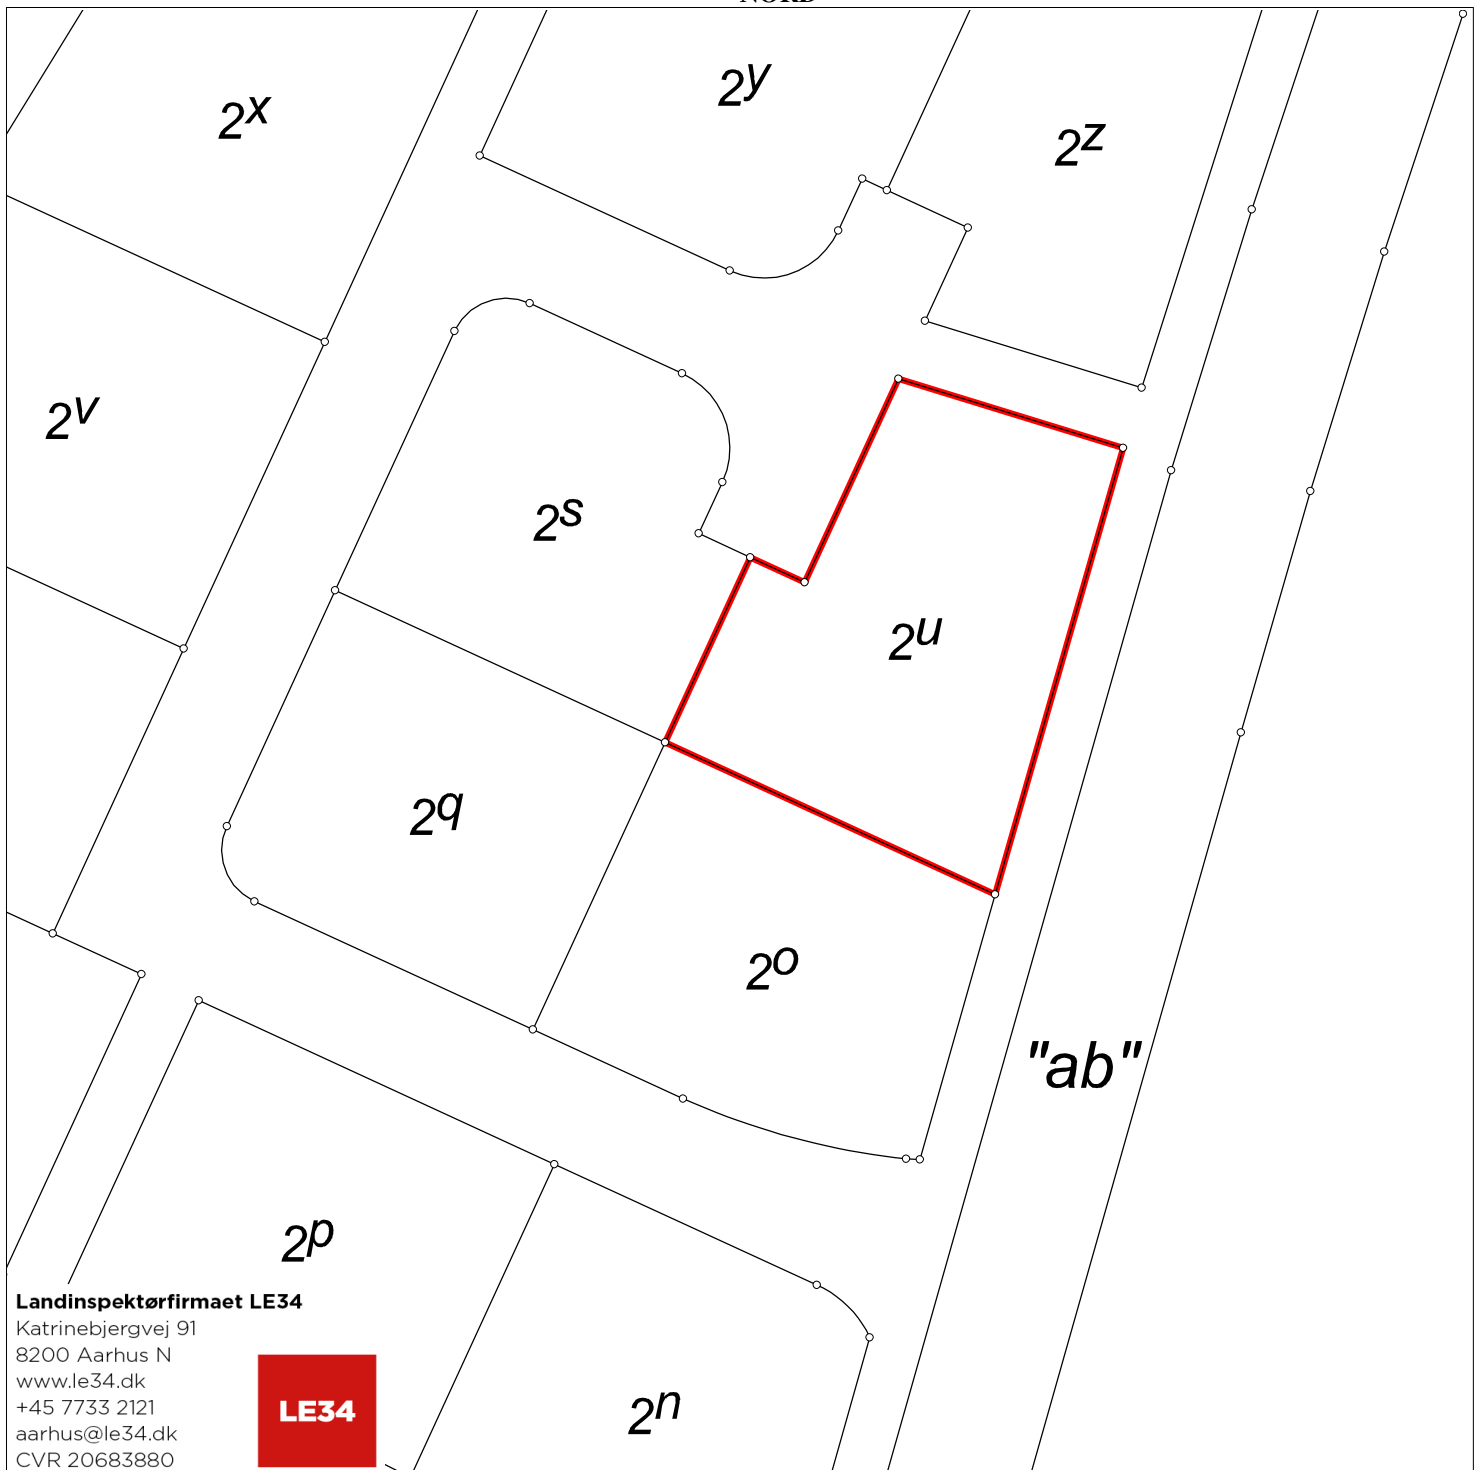 NORD
2y
2x
2z
2v
2s
2u
2q
2o
"ab"
2p
Landinspektørfirmaet LE34
Katrinebjergvej 91
8200 Aarhus N
www.le34.dk
+45 7733 2121
aarhus@le34.dk
CVR 20683880
LE34
2n